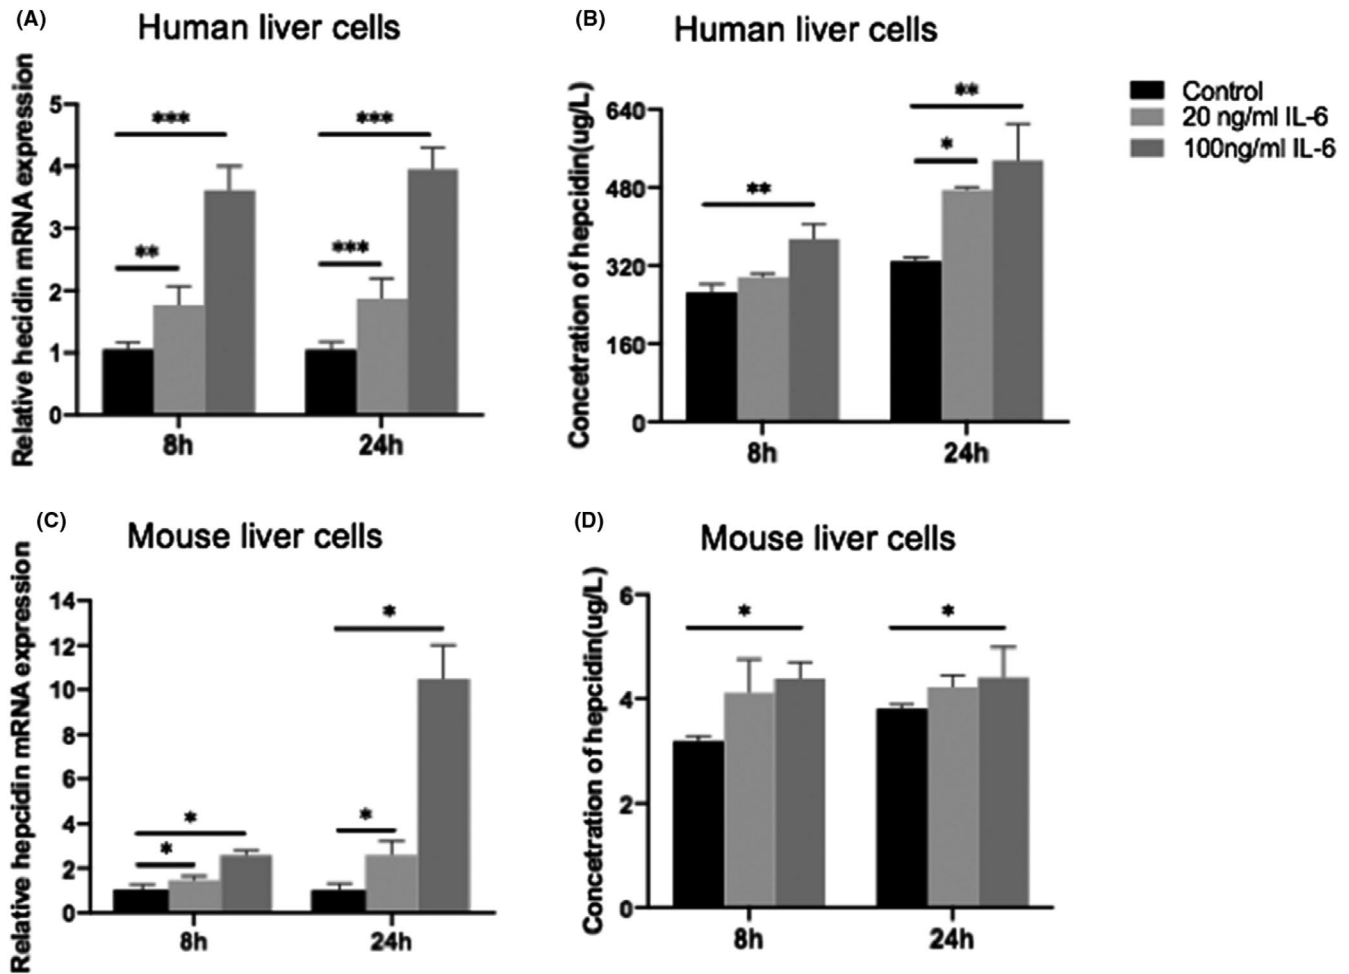 (A)
Human liver cells
Relative hecidin mRNA expression
5
4
3
2
1
0
***
**
***
***
8h
24h
(B)
Human liver cells
Concetration of hepcidin(ug/L)
640
480
320
160
0
**
*
**
8h
24h
Control
20 ng/ml IL-6
100ng/ml IL-6
(C)
Mouse liver cells
Relative hepcidin mRNA expression
14
12
10
8
6
4
2
0
*
*
*
*
8h
24h
(D)
Mouse liver cells
Concetration of hepcidin(ug/L)
6
4
2
0
*
*
8h
24h